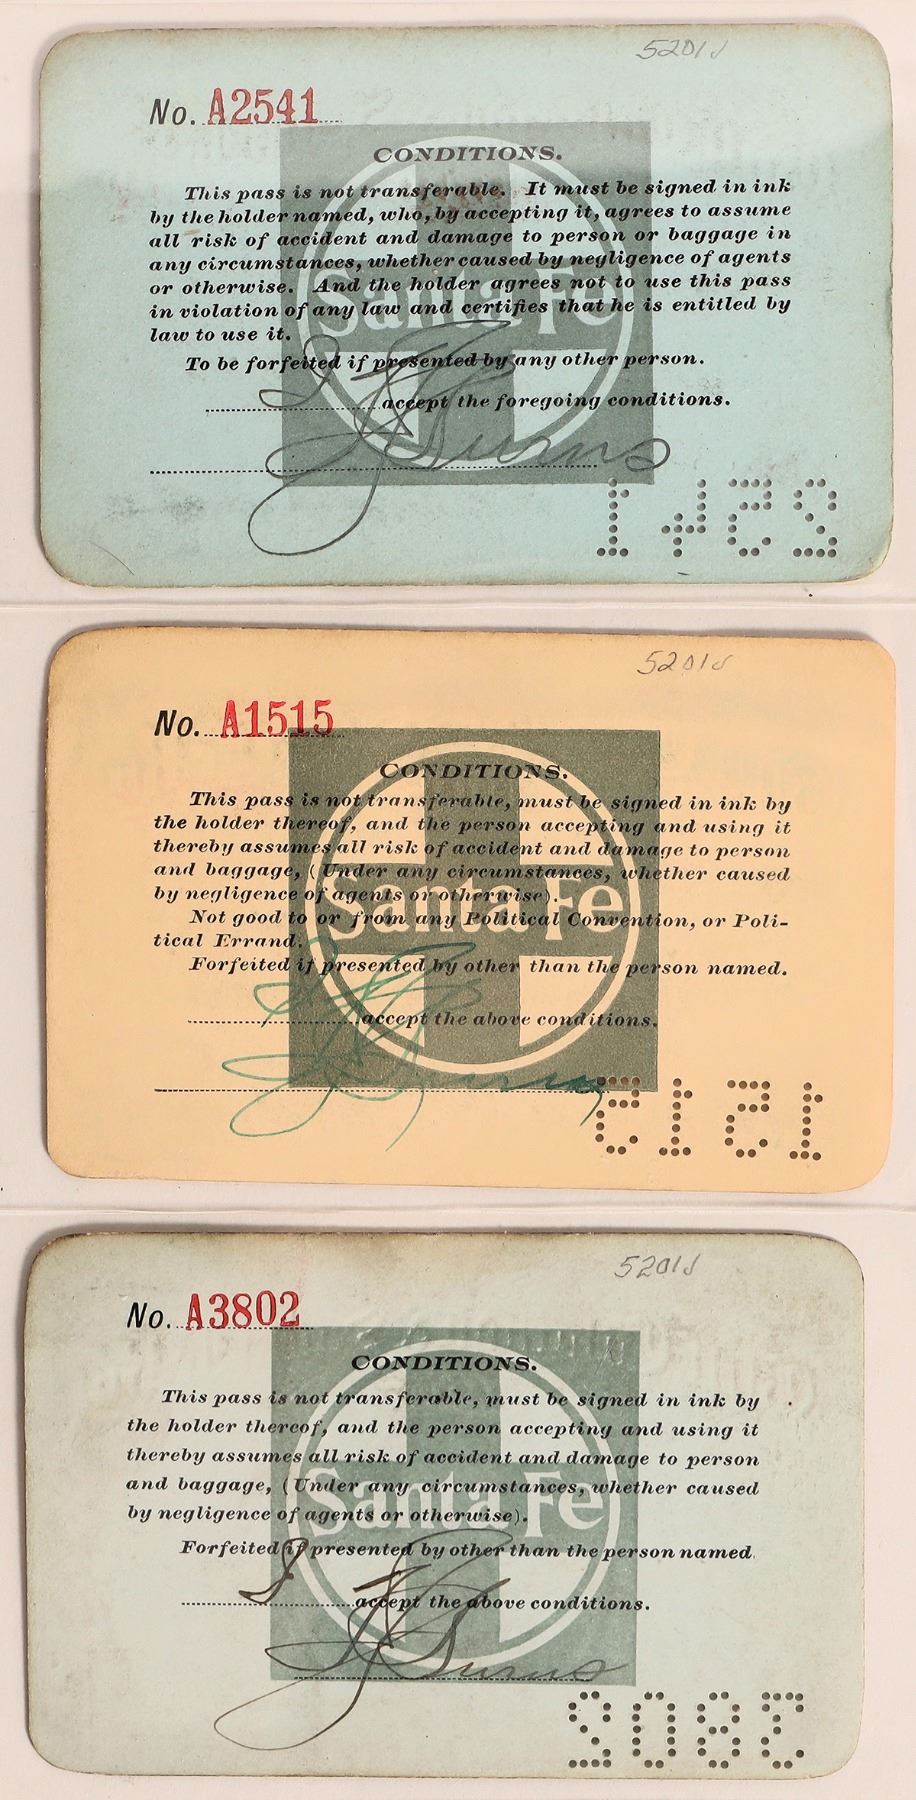 5201J
No. A2541
CONDITIONS.
This pass is not transferable. It must be signed in ink
by the holder named, who, by accepting it, agrees to assume
all risk of accident and damage to person or baggage in
any circumstances, whether caused by negligence of agents
or otherwise. And the holder agrees not to use this pass
in violation of any law and certifies that he is entitled by
law to use it.
Santa Fe
To be forfeited if presented by any other person.
I accept the foregoing conditions.
Burns
2541
5201J
No. A1515
CONDITIONS.
This pass is not transferable, must be signed in ink by
the holder thereof, and the person accepting and using it
thereby assumes all risk of accident and damage to person
and baggage, (Under any circumstances, whether caused
by negligence of agents or otherwise).
Santa Fe
Not good to or from any Political Convention, or Poli-
tical Errand.
Forfeited if presented by other than the person named.
I accept the above conditions.
Burns
1515
5201J
No. A3802
CONDITIONS.
This pass is not transferable, must be signed in ink by
the holder thereof, and the person accepting and using it
thereby assumes all risk of accident and damage to person
and baggage, (Under any circumstances, whether caused
by negligence of agents or otherwise).
Santa Fe
Forfeited if presented by other than the person named.
I accept the above conditions.
Burns
3802